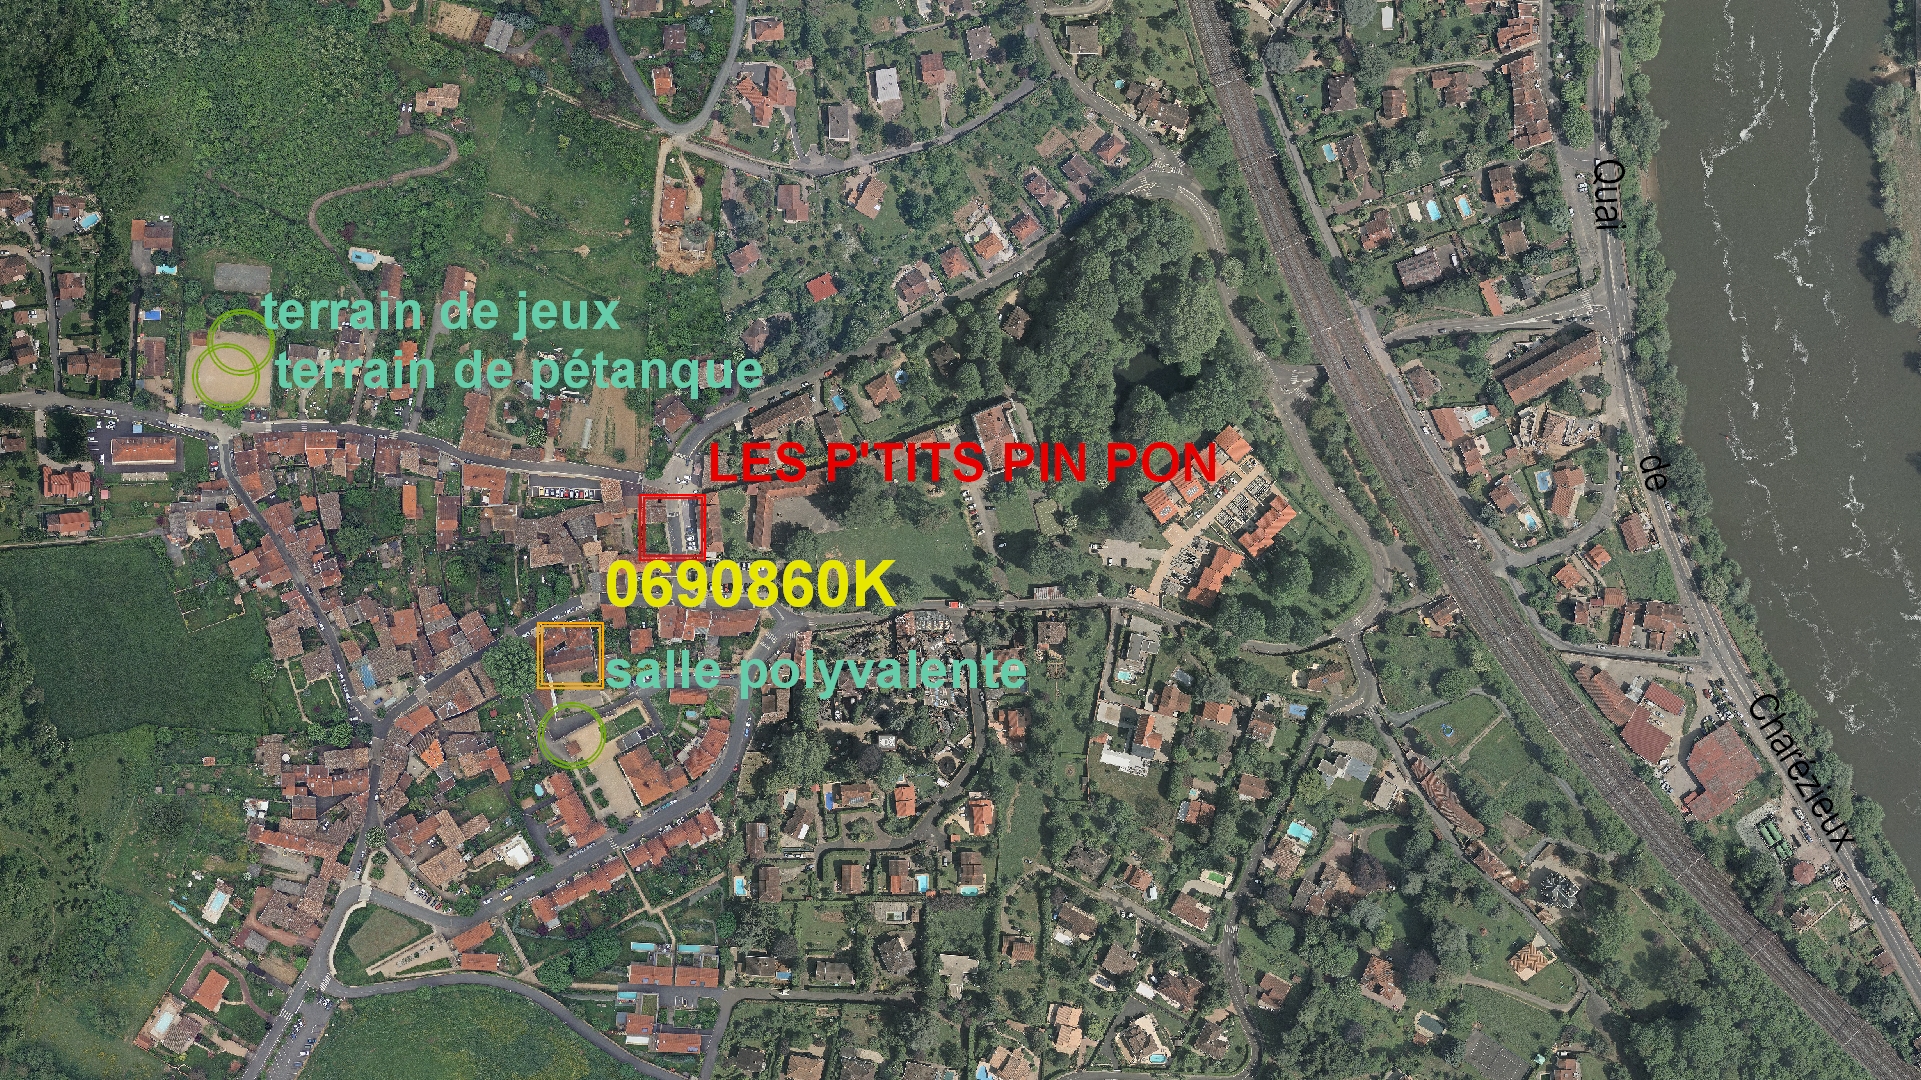 terrain de jeux
terrain de pétanque
LES P'TITS PIN PON
0690860K
salle polyvalente
Quai
de
Charézieux